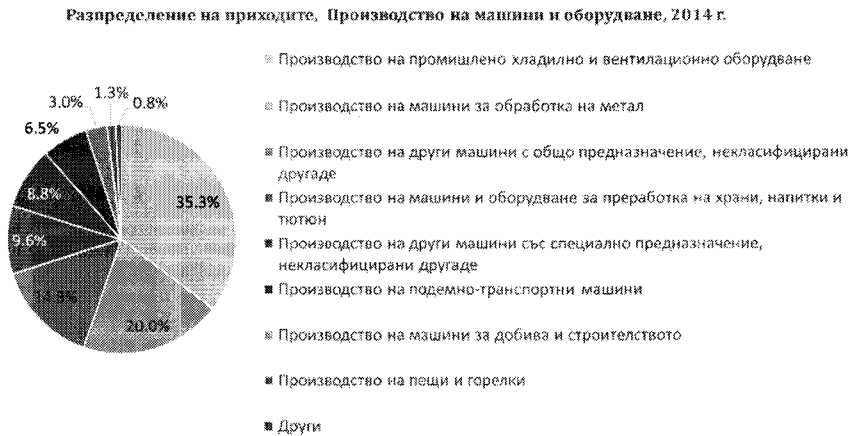 Разпределение на приходите, Производство на машини и оборудване, 2014 г.
Производство на промишлено хладилно и вентилационно оборудване
Производство на машини за обработка на метал
Производство на други машини с общо предназначение, некласифицирани
другаде
Производство на машини и оборудване за преработка на храни, напитки и
тютюн
Производство на други машини със специално предназначение,
некласифицирани другаде
Производство на подемно-транспортни машини
Производство на машини за добива и строителството
Производство на пещи и горелки
Други
35.3%
20.0%
9.6%
8.8%
6.5%
3.0%
1.3%
0.8%